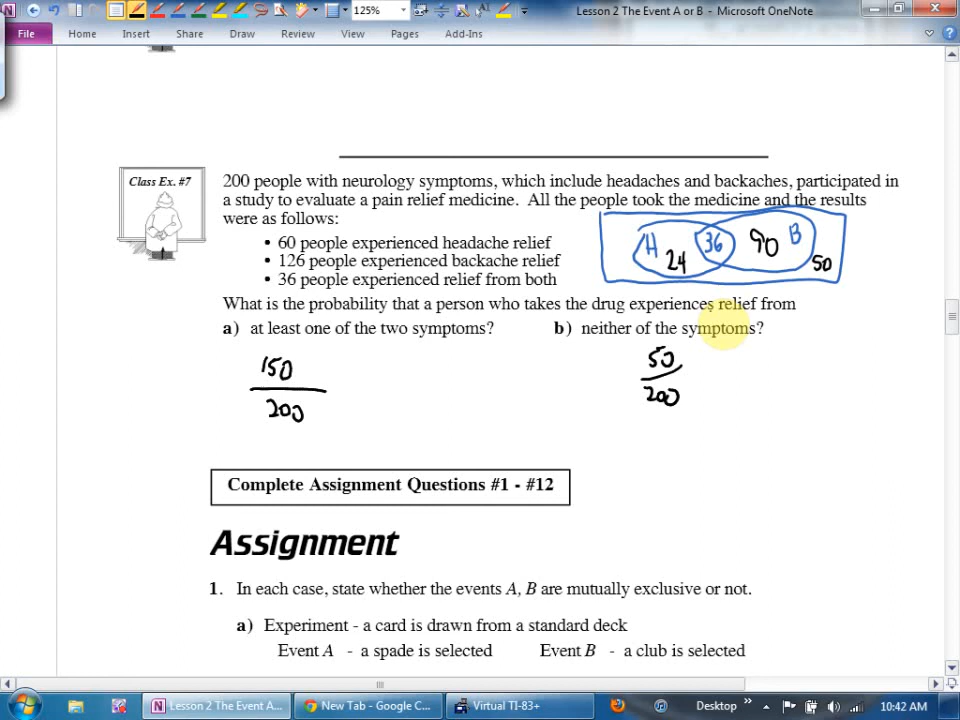 125%
Lesson 2 The Event A or B - Microsoft OneNote
File Home Insert Share Draw Review View Pages Add-Ins
Class Ex. #7
200 people with neurology symptoms, which include headaches and backaches, participated in
a study to evaluate a pain relief medicine. All the people took the medicine and the results
were as follows:
• 60 people experienced headache relief
• 126 people experienced backache relief
• 36 people experienced relief from both
H 24 36 90 B 50
What is the probability that a person who takes the drug experiences relief from
a) at least one of the two symptoms? b) neither of the symptoms?
150 50
200 200
Complete Assignment Questions #1 - #12
Assignment
1. In each case, state whether the events A, B are mutually exclusive or not.
a) Experiment - a card is drawn from a standard deck
Event A - a spade is selected Event B - a club is selected
Lesson 2 The Event A... New Tab - Google C... Virtual TI-83+ Desktop 10:42 AM